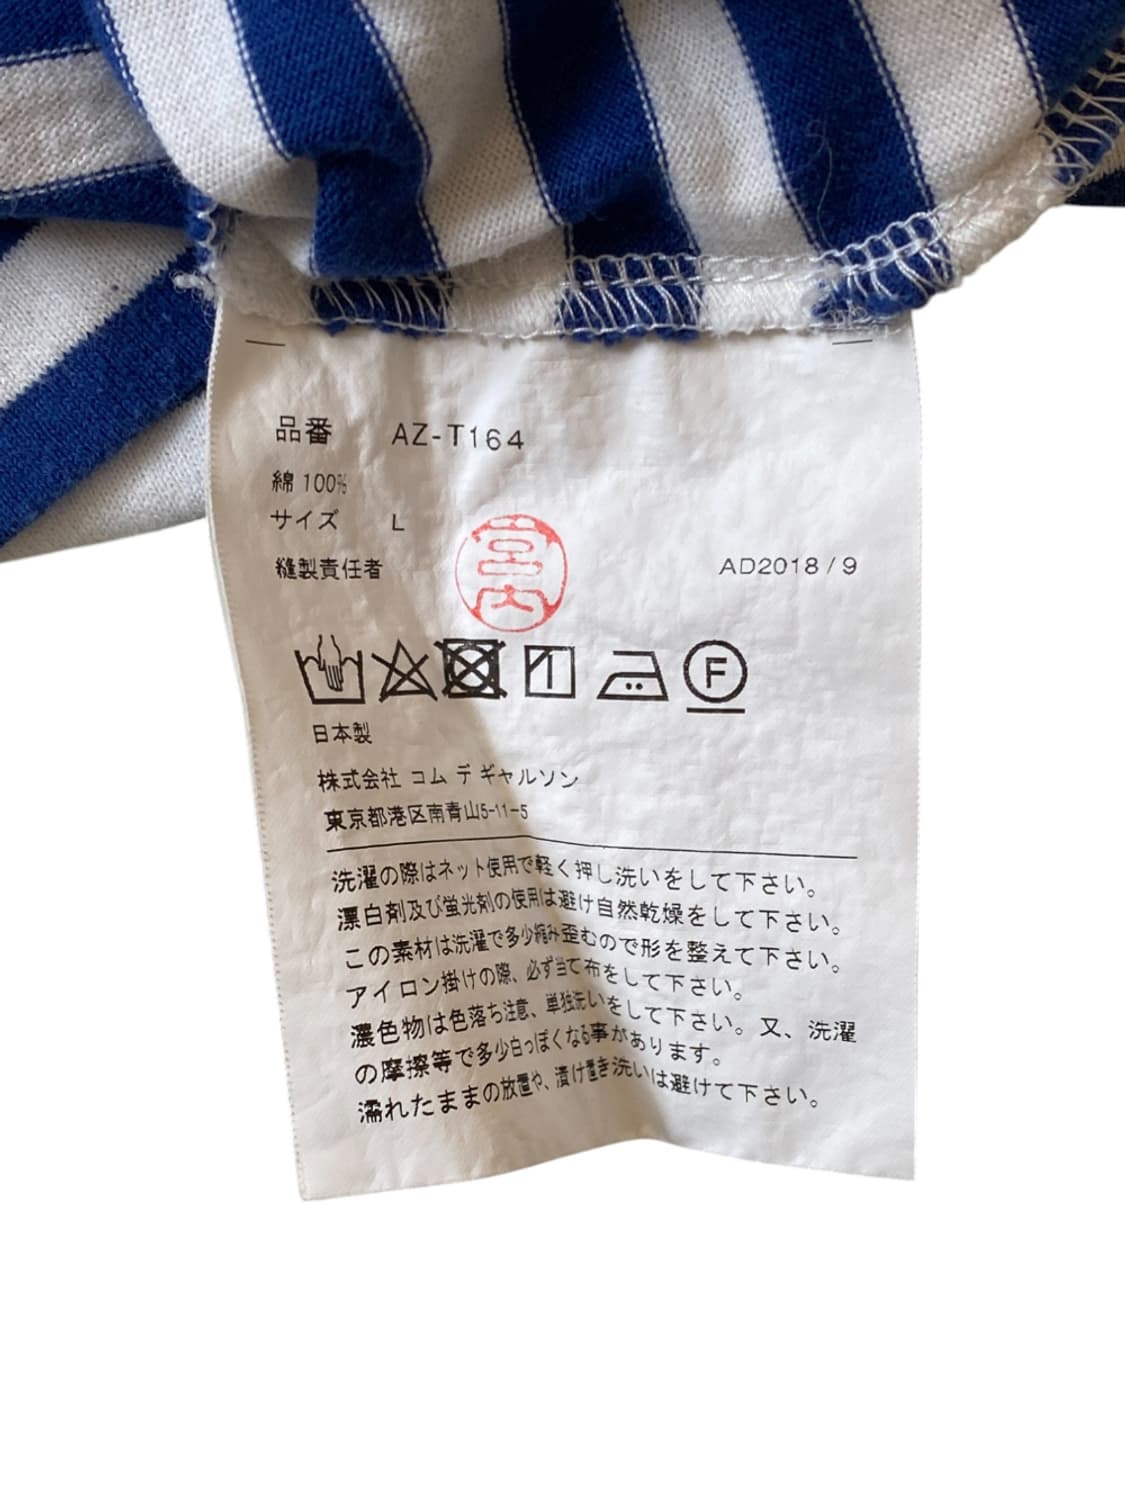 品番 AZ-T164
綿 100%
サイズ L
縫製責任者 宮内 AD2018 / 9
F
日本製
株式会社 コム デ ギャルソン
東京都港区南青山5-11-5
洗濯の際はネット使用で軽く押し洗いをして下さい。
漂白剤及び蛍光剤の使用は避け自然乾燥をして下さい。
この素材は洗濯で多少縮み歪むので形を整えて下さい。
アイロン掛けの際、必ず当て布をして下さい。
濃色物は色落ち注意、単独洗いをして下さい。又、洗濯
の摩擦等で多少白っぽくなる事があります。
濡れたままの放置や、漬け置き洗いは避けて下さい。